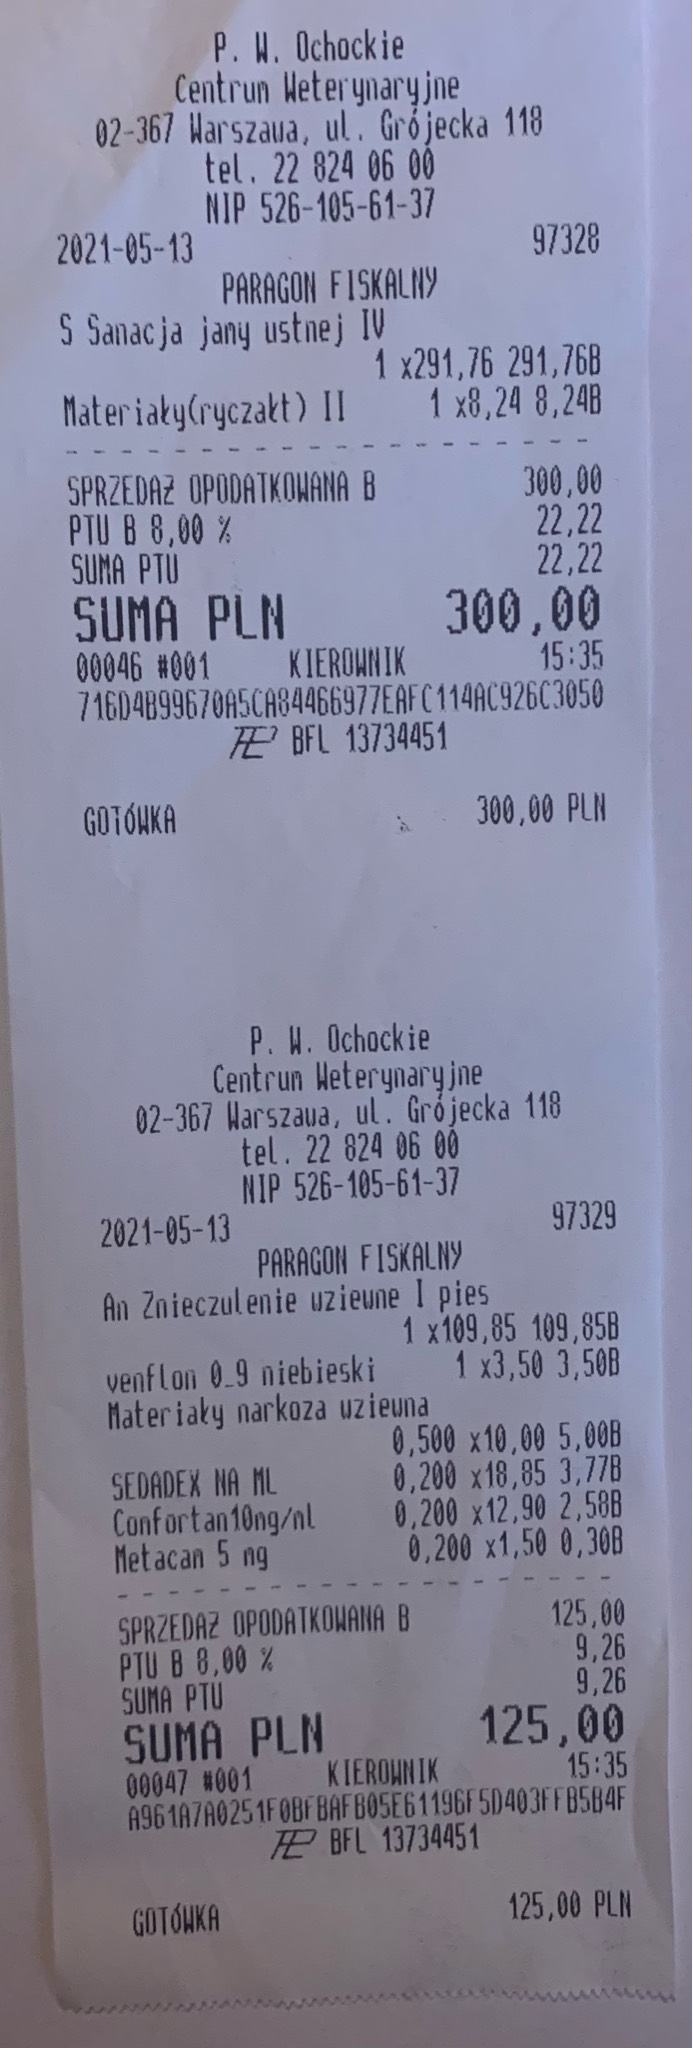 P. W. Ochockie
Centrum Weterynaryjne
02-367 Warszawa, ul. Grójecka 118
tel. 22 824 06 00
NIP 526-105-61-37
2021-05-13 97328
PARAGON FISKALNY
S Sanacja jamy ustnej IV
1 x291,76 291,76B
Materiały(ryczałt) II 1 x8,24 8,24B
SPRZEDAŻ OPODATKOWANA B 300,00
PTU B 8,00 % 22,22
SUMA PTU 22,22
SUMA PLN 300,00
00046 #001 KIEROWNIK 15:35
716D4B99670A5CA84466977EAFC114AC926C3050
BFL 13734451
GOTÓWKA 300,00 PLN
P. W. Ochockie
Centrum Weterynaryjne
02-367 Warszawa, ul. Grójecka 118
tel. 22 824 06 00
NIP 526-105-61-37
2021-05-13 97329
PARAGON FISKALNY
An Znieczulenie wziewne I pies
1 x109,85 109,85B
venflon 0_9 niebieski 1 x3,50 3,50B
Materiały narkoza wziewna
0,500 x10,00 5,00B
SEDADEX NA ML 0,200 x18,85 3,77B
Comfortan10mg/ml 0,200 x12,90 2,58B
Metacam 5 mg 0,200 x1,50 0,30B
SPRZEDAŻ OPODATKOWANA B 125,00
PTU B 8,00 % 9,26
SUMA PTU 9,26
SUMA PLN 125,00
00047 #001 KIEROWNIK 15:35
A961A7A0251F0BFBAFB05E61196F5D403FFB5B4F
BFL 13734451
GOTÓWKA 125,00 PLN